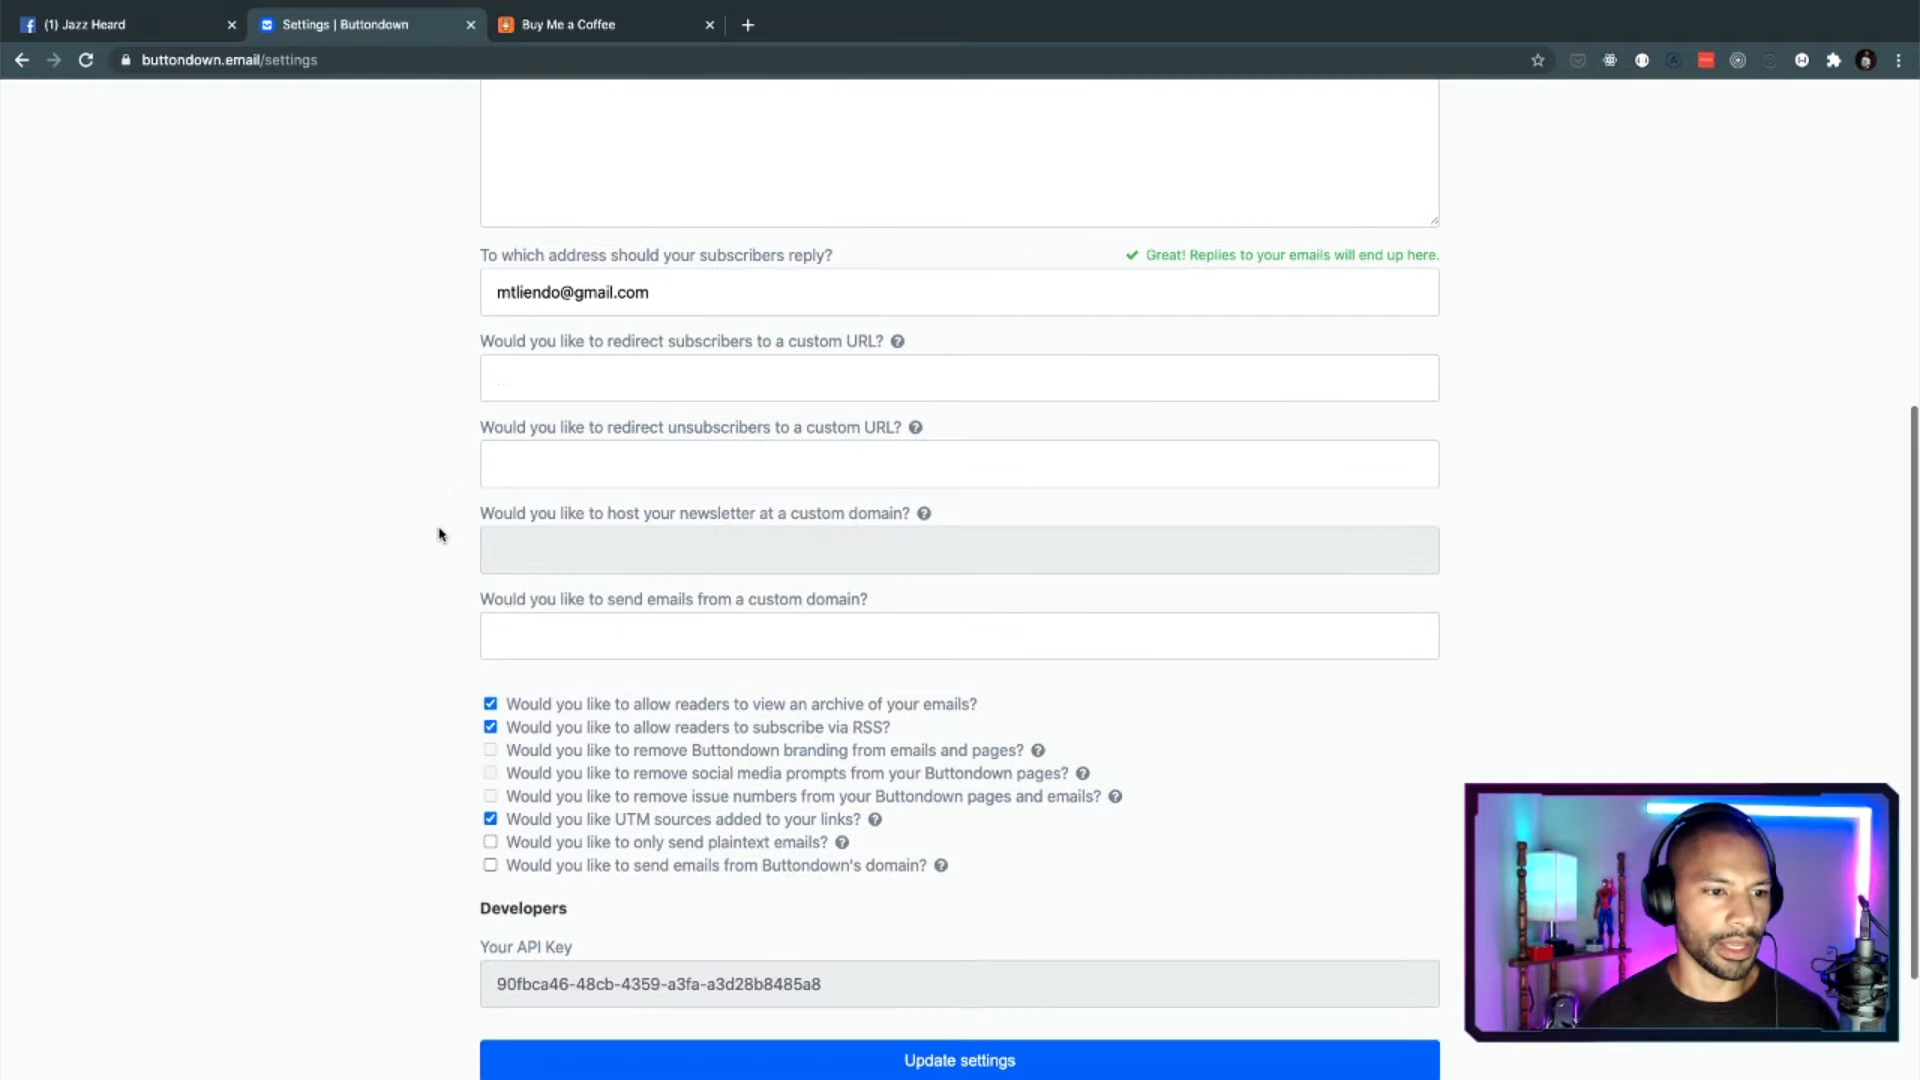 (1) Jazz Heard
Settings | Buttondown
Buy Me a Coffee
buttondown.email/settings
To which address should your subscribers reply?
Great! Replies to your emails will end up here.
mtliendo@gmail.com
Would you like to redirect subscribers to a custom URL?
...
Would you like to redirect unsubscribers to a custom URL?
Would you like to host your newsletter at a custom domain?
Would you like to send emails from a custom domain?
Would you like to allow readers to view an archive of your emails?
Would you like to allow readers to subscribe via RSS?
Would you like to remove Buttondown branding from emails and pages?
Would you like to remove social media prompts from your Buttondown pages?
Would you like to remove issue numbers from your Buttondown pages and emails?
Would you like UTM sources added to your links?
Would you like to only send plaintext emails?
Would you like to send emails from Buttondown's domain?
Developers
Your API Key
90fbca46-48cb-4359-a3fa-a3d28b8485a8
Update settings